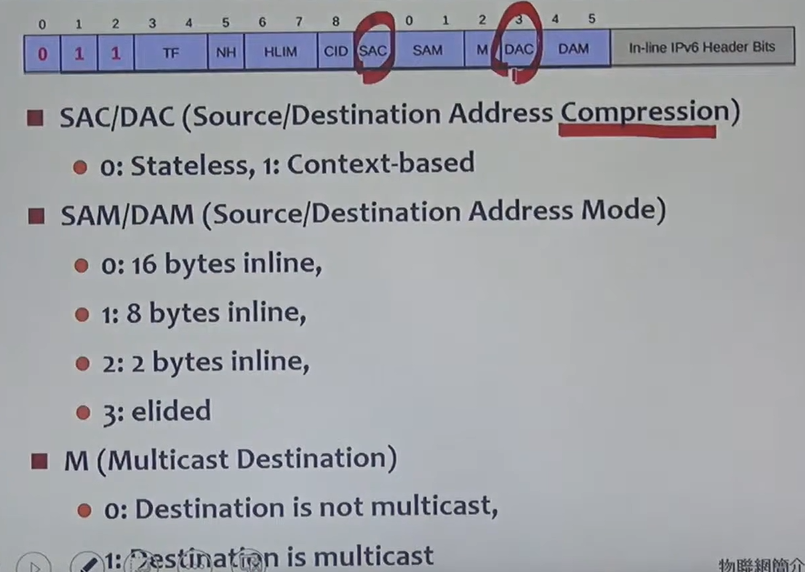 0 1 2 3 4 5 6 7 8 0 1 2 3 4 5
0 1 1 TF NH HLIM CID SAC SAM M DAC DAM In-line IPv6 Header Bits
SAC/DAC (Source/Destination Address Compression)
0: Stateless, 1: Context-based
SAM/DAM (Source/Destination Address Mode)
0: 16 bytes inline,
1: 8 bytes inline,
2: 2 bytes inline,
3: elided
M (Multicast Destination)
0: Destination is not multicast,
1: Destination is multicast
物聯網簡介